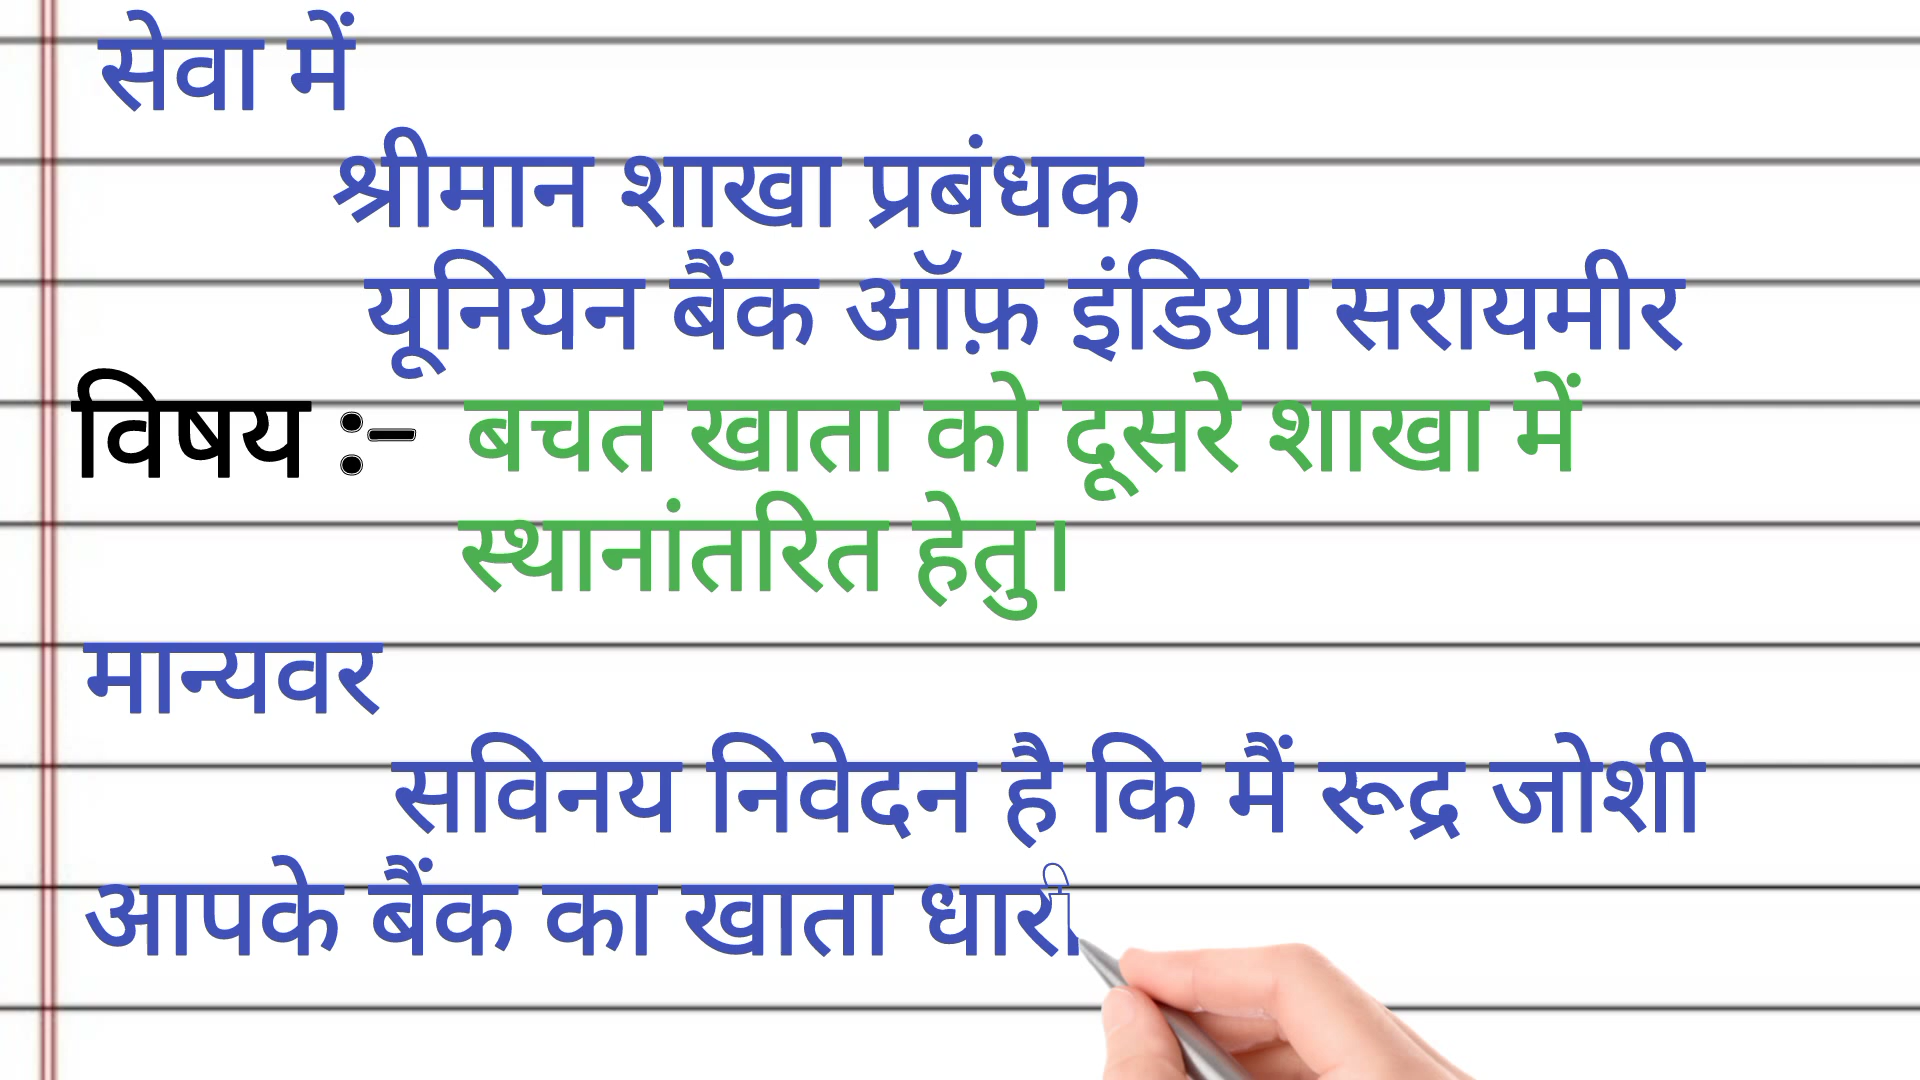 सेवा में
श्रीमान शाखा प्रबंधक
यूनियन बैंक ऑफ़ इंडिया सरायमीर
विषय :- बचत खाता को दूसरे शाखा में
स्थानांतरित हेतु।
मान्यवर
सविनय निवेदन है कि मैं रूद्र जोशी
आपके बैंक का खाता धारी